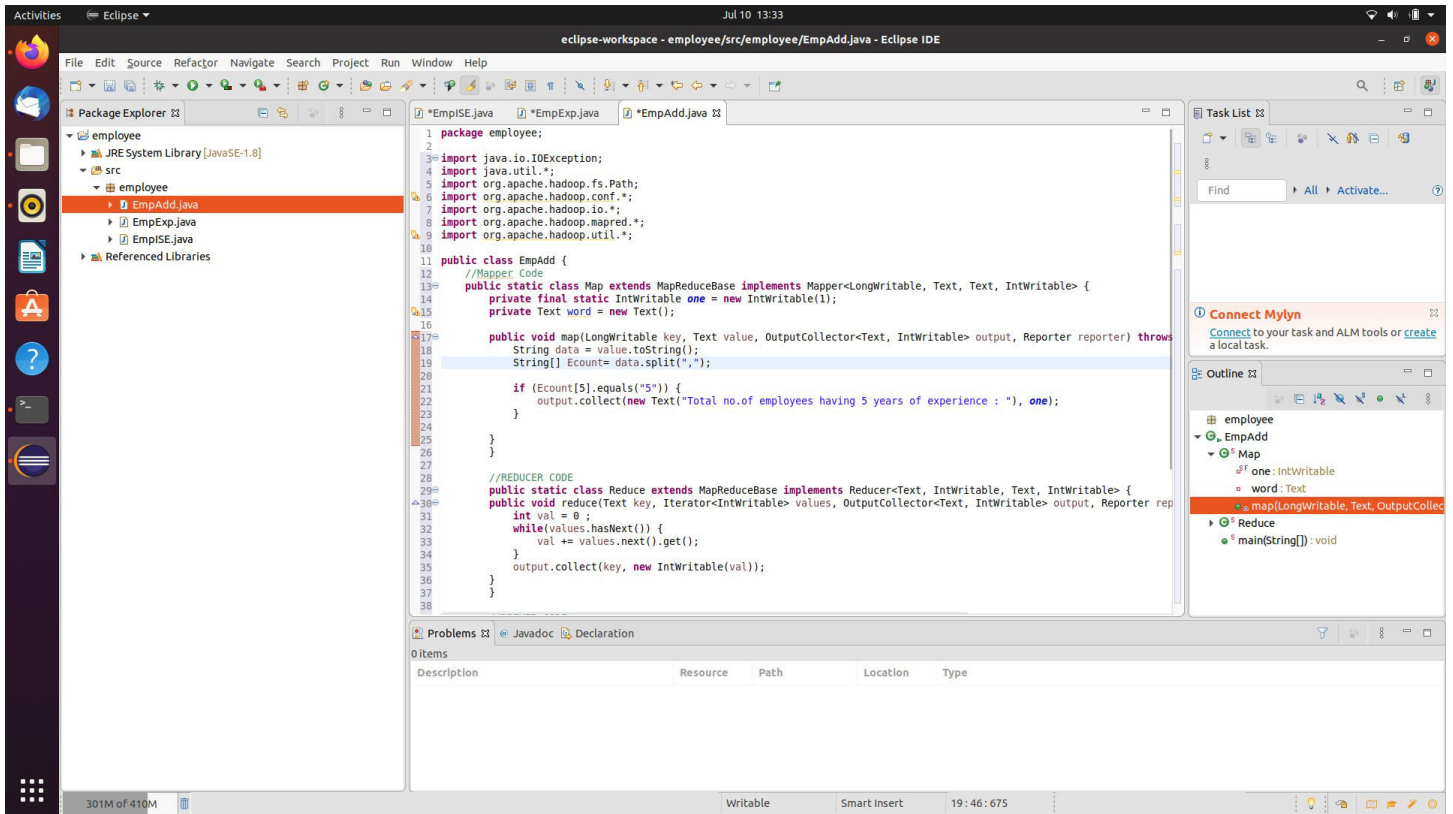 Activities Eclipse Jul 10 13:33
eclipse-workspace - employee/src/employee/EmpAdd.java - Eclipse IDE
File Edit Source Refactor Navigate Search Project Run Window Help
Package Explorer
employee
JRE System Library [JavaSE-1.8]
src
employee
EmpAdd.java
EmpExp.java
EmpISE.java
Referenced Libraries
*EmpISE.java *EmpExp.java *EmpAdd.java
1 package employee;
2
3 import java.io.IOException;
4 import java.util.*;
5 import org.apache.hadoop.fs.Path;
6 import org.apache.hadoop.conf.*;
7 import org.apache.hadoop.io.*;
8 import org.apache.hadoop.mapred.*;
9 import org.apache.hadoop.util.*;
10
11 public class EmpAdd {
12 //Mapper Code
13 public static class Map extends MapReduceBase implements Mapper<LongWritable, Text, Text, IntWritable> {
14 private final static IntWritable one = new IntWritable(1);
15 private Text word = new Text();
16
17 public void map(LongWritable key, Text value, OutputCollector<Text, IntWritable> output, Reporter reporter) throws
18 String data = value.toString();
19 String[] Ecount= data.split(",");
20
21 if (Ecount[5].equals("5")) {
22 output.collect(new Text("Total no.of employees having 5 years of experience : "), one);
23 }
24
25 }
26 }
27
28 //REDUCER CODE
29 public static class Reduce extends MapReduceBase implements Reducer<Text, IntWritable, Text, IntWritable> {
30 public void reduce(Text key, Iterator<IntWritable> values, OutputCollector<Text, IntWritable> output, Reporter rep
31 int val = 0 ;
32 while(values.hasNext()) {
33 val += values.next().get();
34 }
35 output.collect(key, new IntWritable(val));
36 }
37 }
38
Task List
Find All Activate...
Connect Mylyn
Connect to your task and ALM tools or create
a local task.
Outline
employee
EmpAdd
Map
one : IntWritable
word : Text
map(LongWritable, Text, OutputCollec
Reduce
main(String[]) : void
Problems Javadoc Declaration
0 items
Description Resource Path Location Type
301M of 410M Writable Smart Insert 19 : 46 : 675